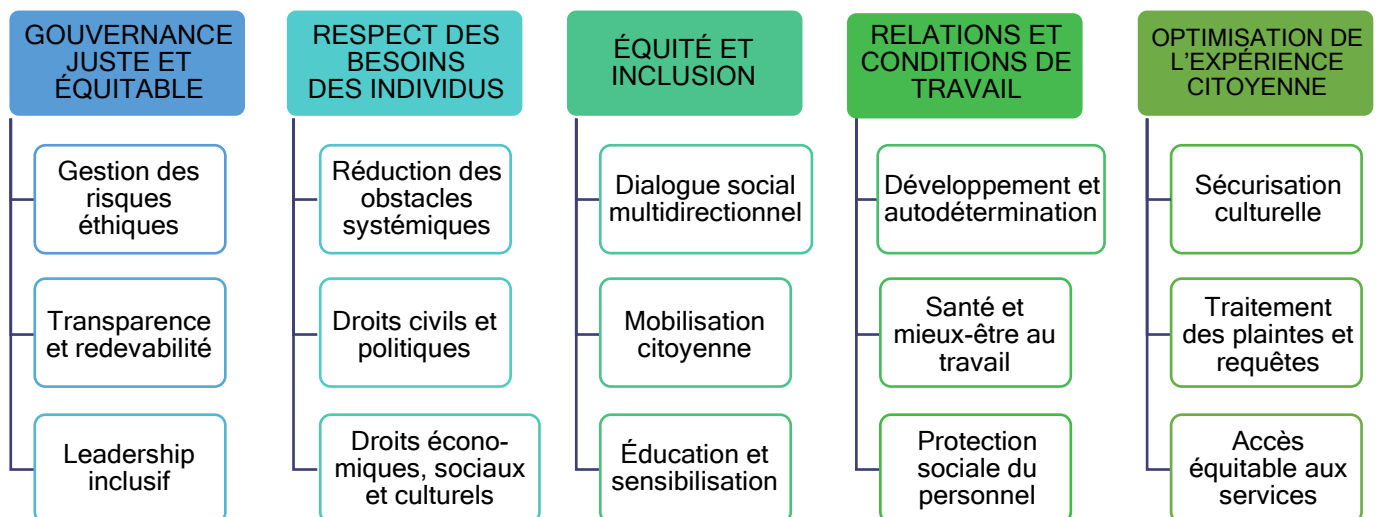 GOUVERNANCE
JUSTE ET
ÉQUITABLE
Gestion des
risques
éthiques
Transparence
et redevabilité
Leadership
inclusif
RESPECT DES
BESOINS
DES INDIVIDUS
Réduction des
obstacles
systémiques
Droits civils et
politiques
Droits écono-
miques, sociaux
et culturels
ÉQUITÉ ET
INCLUSION
Dialogue social
multidirectionnel
Mobilisation
citoyenne
Éducation et
sensibilisation
RELATIONS ET
CONDITIONS DE
TRAVAIL
Développement et
autodétermination
Santé et
mieux-être au
travail
Protection
sociale du
personnel
OPTIMISATION DE
L'EXPÉRIENCE
CITOYENNE
Sécurisation
culturelle
Traitement
des plaintes et
requêtes
Accès
équitable aux
services